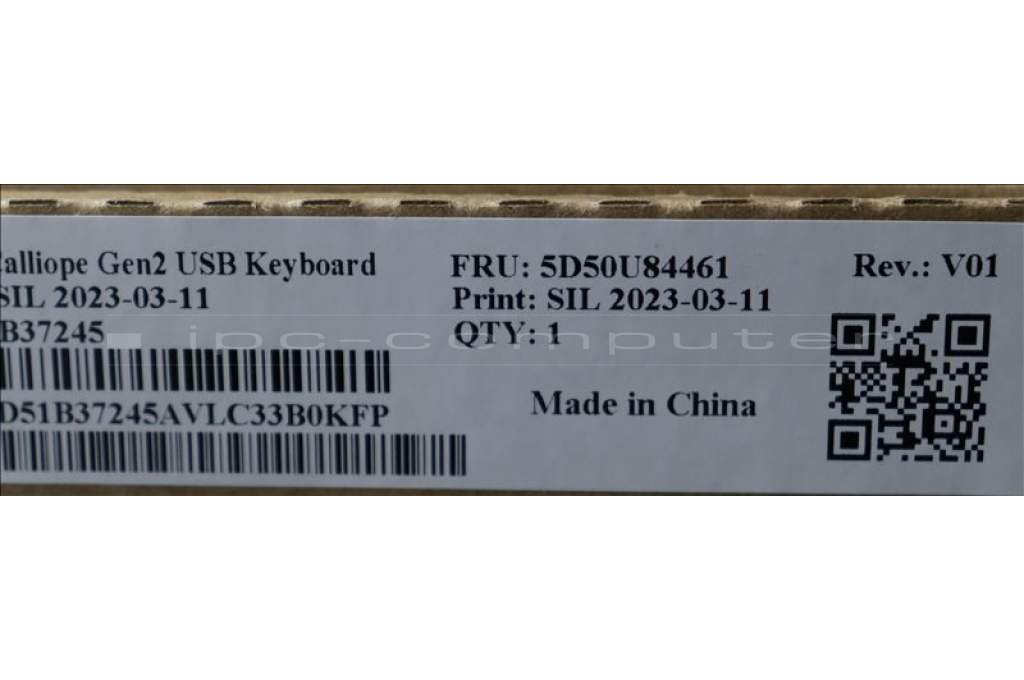 alliope Gen2 USB Keyboard
SIL 2023-03-11
B37245
D51B37245AVLC33B0KFP
FRU: 5D50U84461
Print: SIL 2023-03-11
QTY: 1
Made in China
Rev.: V01
ipc-computer